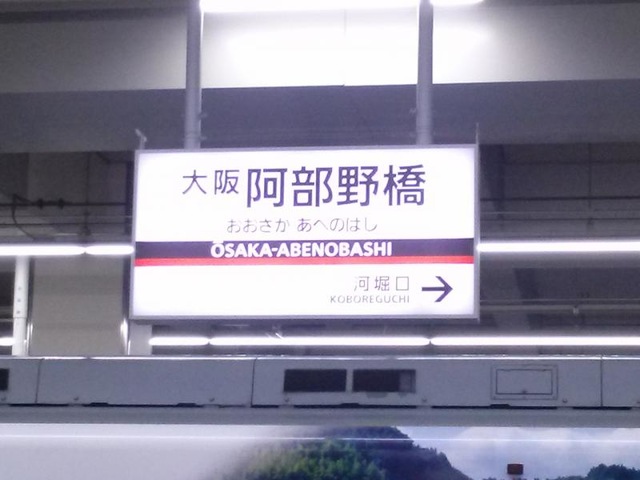 大阪阿部野橋
おおさか あべのはし
ŌSAKA-ABENOBASHI
河堀口 →
KOBOREGUCHI